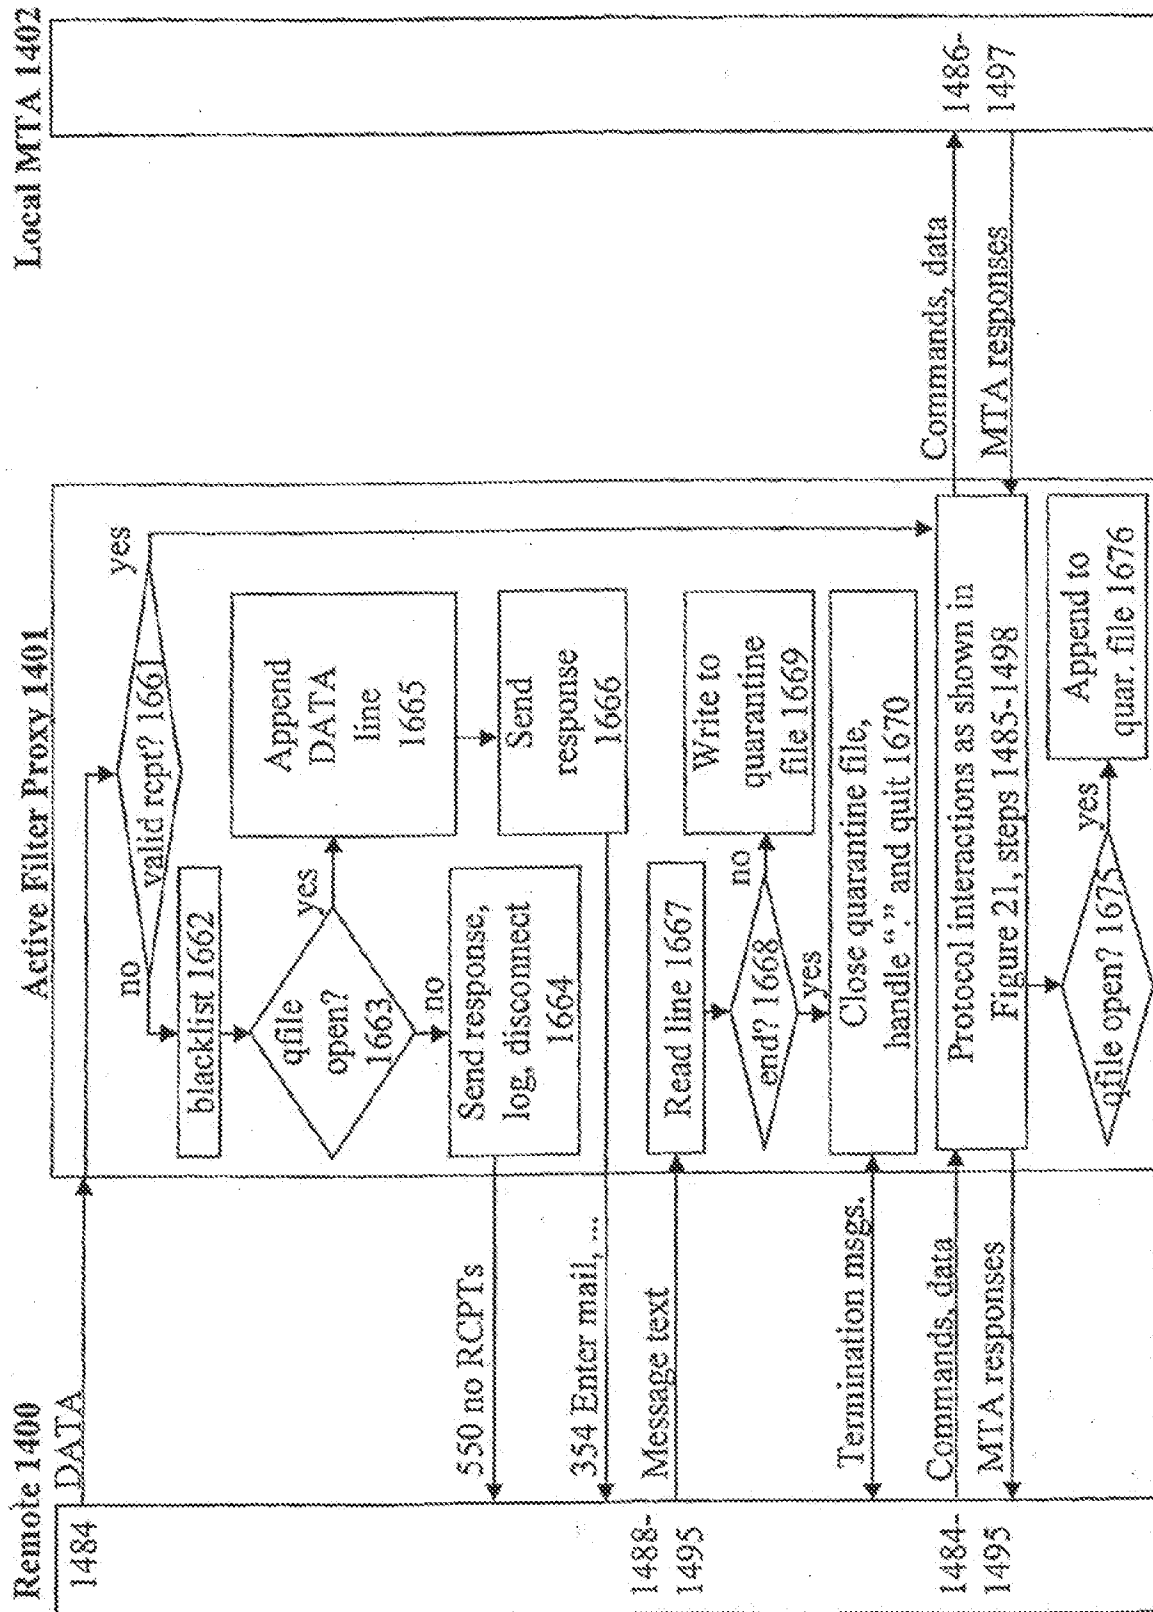 Remote 1400
Active Filter Proxy 1401
Local MTA 1402
1484
DATA
valid rcpt? 1661
yes
no
blacklist 1662
qfile
open?
1663
yes
no
Append
DATA
line
1665
Send response,
log, disconnect
1664
Send
response
1666
550 no RCPTs
354 Enter mail, ...
1488-
1495
Message text
Read line 1667
end? 1668
no
yes
Write to
quarantine
file 1669
Termination msgs.
Close quarantine file,
handle “.” and quit 1670
1484-
1495
Commands, data
MTA responses
Protocol interactions as shown in
Figure 21, steps 1485-1498
Commands, data
MTA responses
1486-
1497
qfile open? 1675
yes
Append to
quar. file 1676